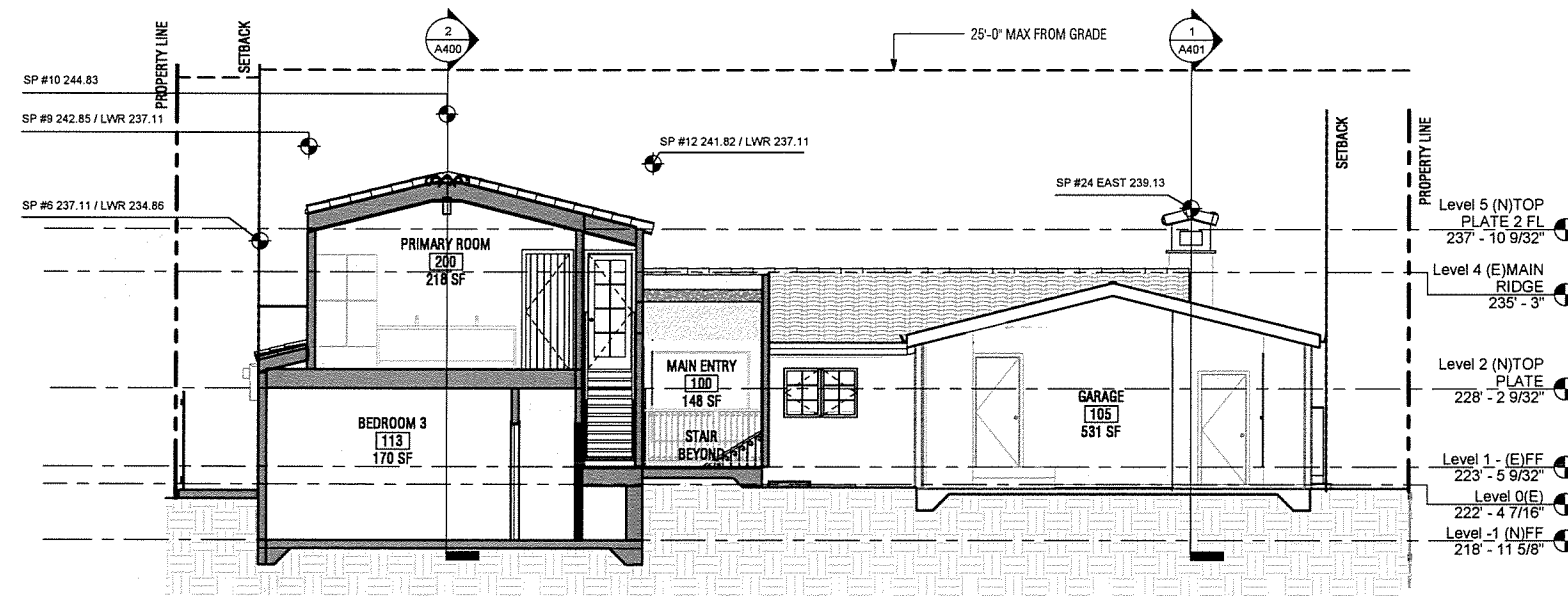 PROPERTY LINE
SETBACK
2
A400
25'-0" MAX FROM GRADE
1
A401
SP #10 244.83
SP #9 242.85 / LWR 237.11
SP #12 241.82 / LWR 237.11
SP #6 237.11 / LWR 234.86
SP #24 EAST 239.13
SETBACK
PROPERTY LINE
Level 5 (N)TOP
PLATE 2 FL
237' - 10 9/32"
Level 4 (E)MAIN
RIDGE
235' - 3"
Level 2 (N)TOP
PLATE
228' - 2 9/32"
Level 1 - (E)FF
223' - 5 9/32"
Level 0(E)
222' - 4 7/16"
Level -1 (N)FF
218' - 11 5/8"
PRIMARY ROOM
200
218 SF
MAIN ENTRY
100
148 SF
STAIR
BEYOND
BEDROOM 3
113
170 SF
GARAGE
105
531 SF